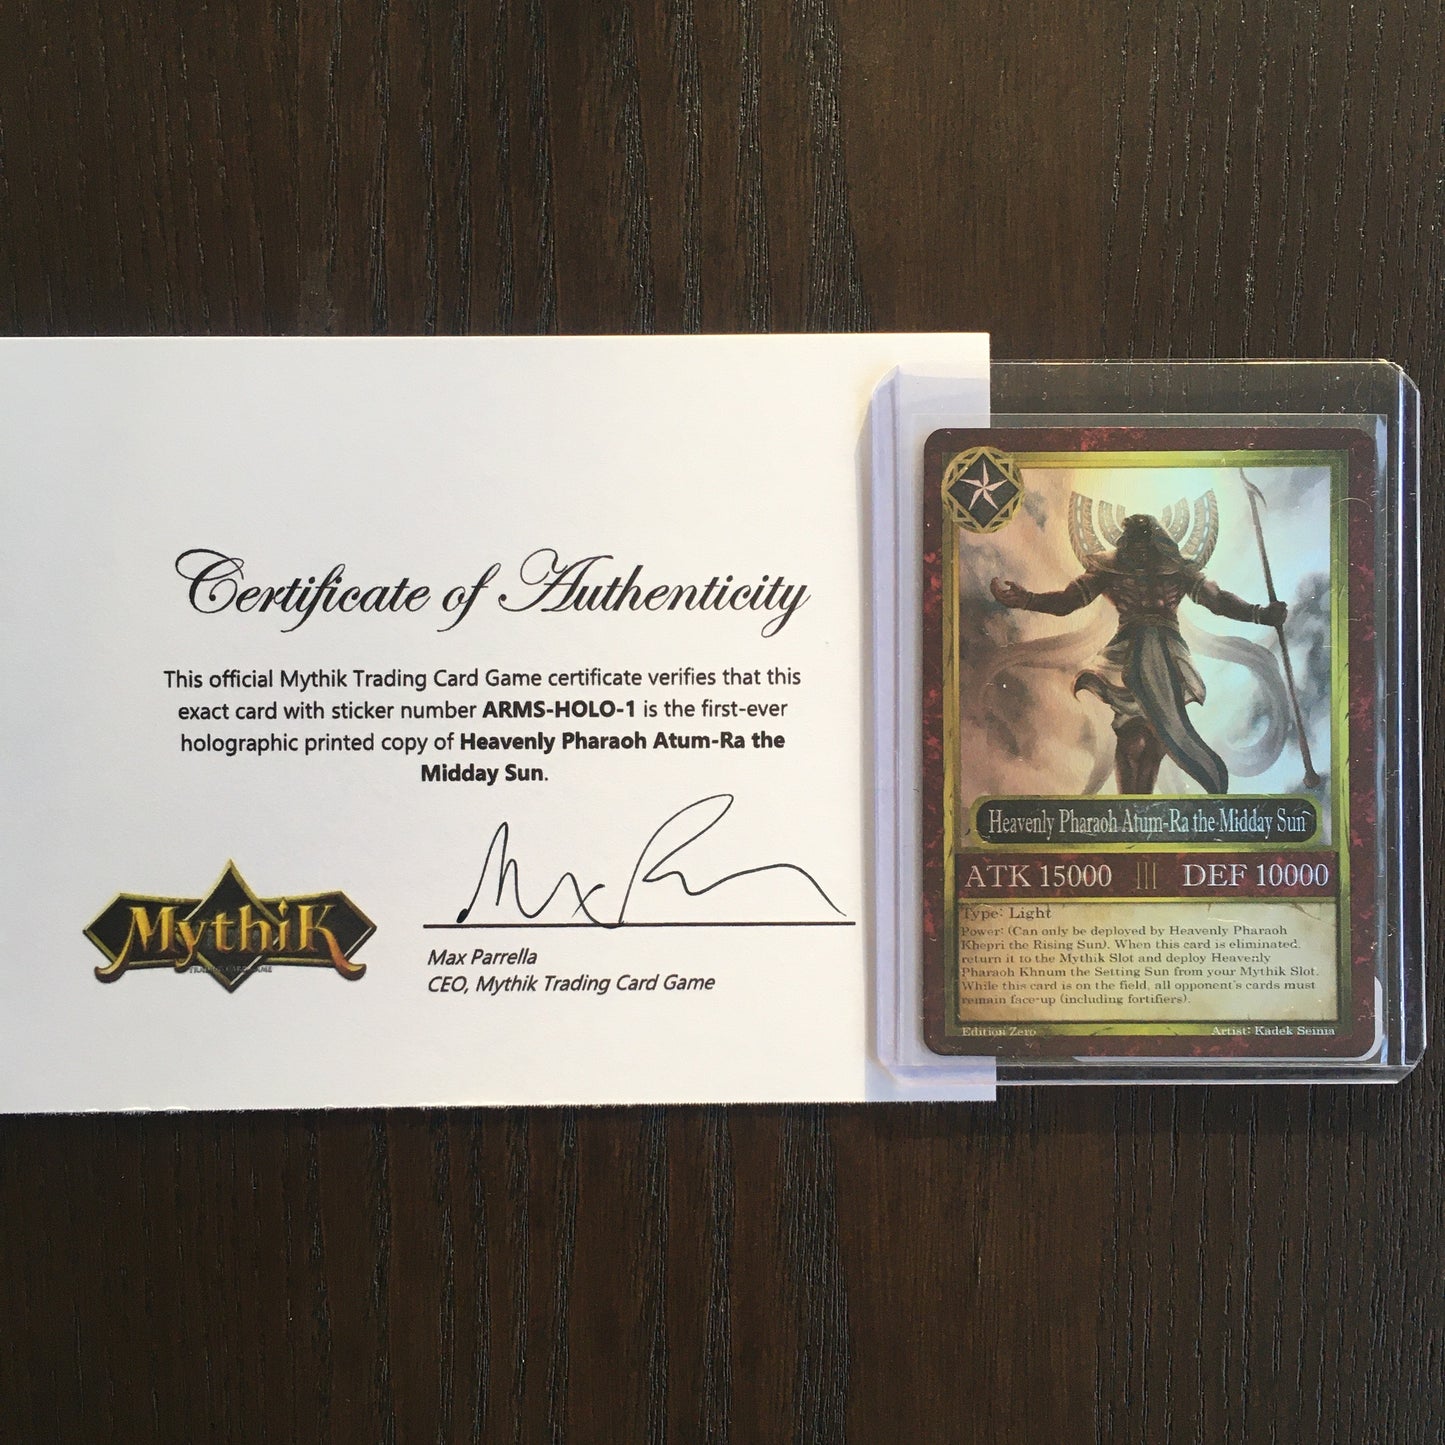 Certificate of Authenticity
This official Mythik Trading Card Game certificate verifies that this
exact card with sticker number ARMS-HOLO-1 is the first-ever
holographic printed copy of Heavenly Pharaoh Atum-Ra the
Midday Sun.
Mythik
TRADING CARD GAME
Max Parrella
CEO, Mythik Trading Card Game
Heavenly Pharaoh Atum-Ra the Midday Sun
ATK 15000 ||| DEF 10000
Type: Light
Power: (Can only be deployed by Heavenly Pharaoh
Khepri the Rising Sun). When this card is eliminated,
return it to the Mythik Slot and deploy Heavenly
Pharaoh Khnum the Setting Sun from your Mythik Slot.
While this card is on the field, all opponent's cards must
remain face-up (including fortifiers).
Edition Zero Artist: Kadek Seinia